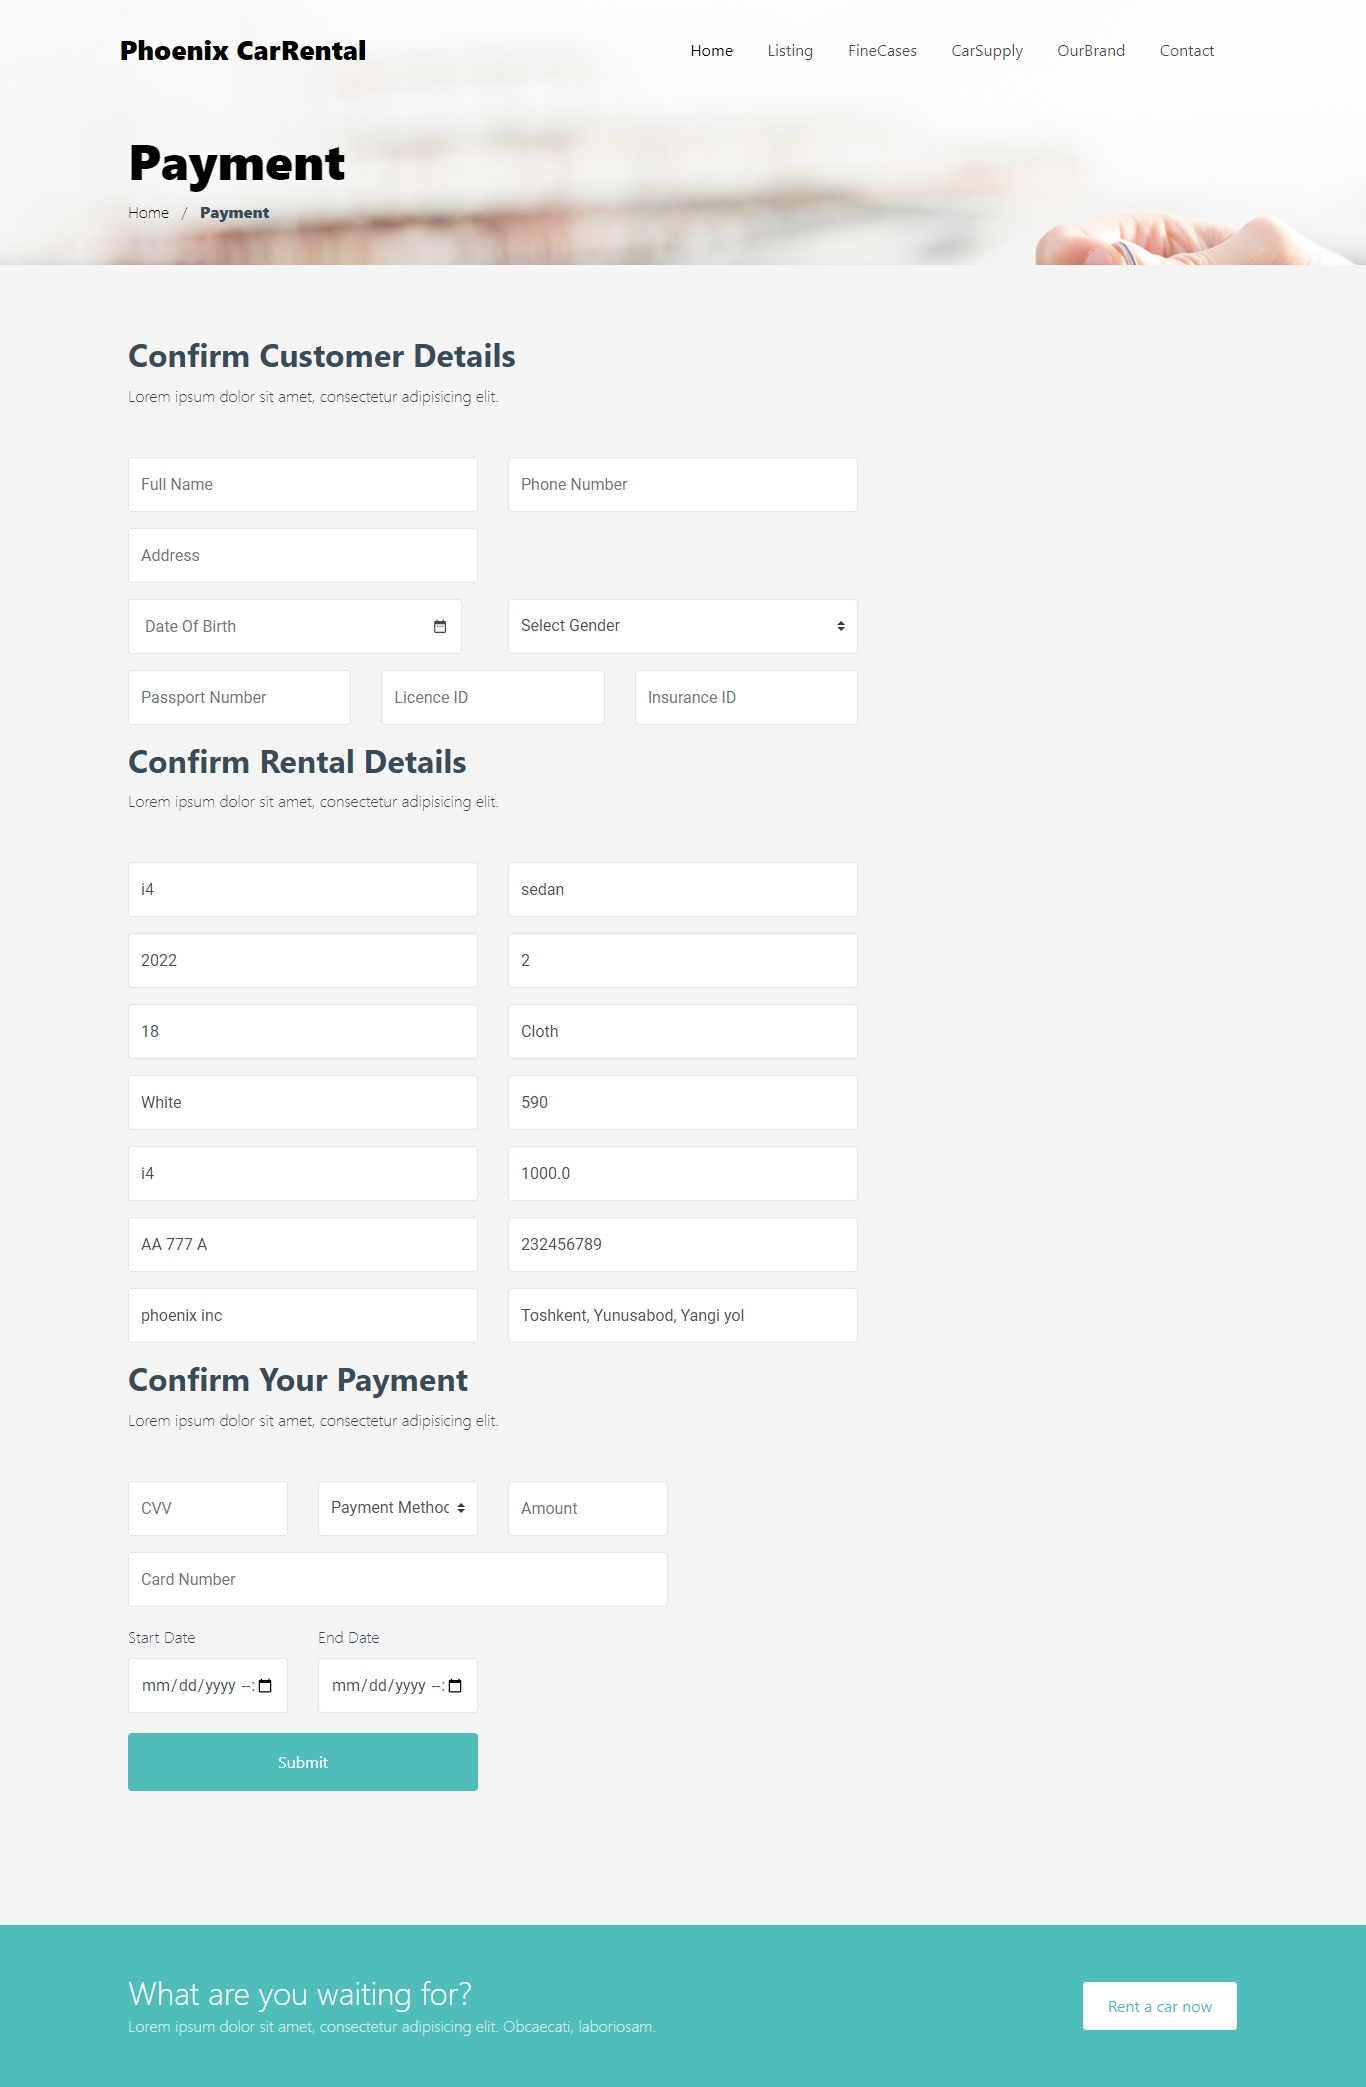 Phoenix CarRental
Home Listing FineCases CarSupply OurBrand Contact
Payment
Home / Payment
Confirm Customer Details
Lorem ipsum dolor sit amet, consectetur adipisicing elit.
Full Name Phone Number
Address
Date Of Birth Select Gender
Passport Number Licence ID Insurance ID
Confirm Rental Details
Lorem ipsum dolor sit amet, consectetur adipisicing elit.
i4 sedan
2022 2
18 Cloth
White 590
i4 1000.0
AA 777 A 232456789
phoenix inc Toshkent, Yunusabod, Yangi yol
Confirm Your Payment
Lorem ipsum dolor sit amet, consectetur adipisicing elit.
CVV Payment Method Amount
Card Number
Start Date End Date
mm/dd/yyyy --: mm/dd/yyyy --:
Submit
What are you waiting for?
Lorem ipsum dolor sit amet, consectetur adipisicing elit. Obcaecati, laboriosam.
Rent a car now